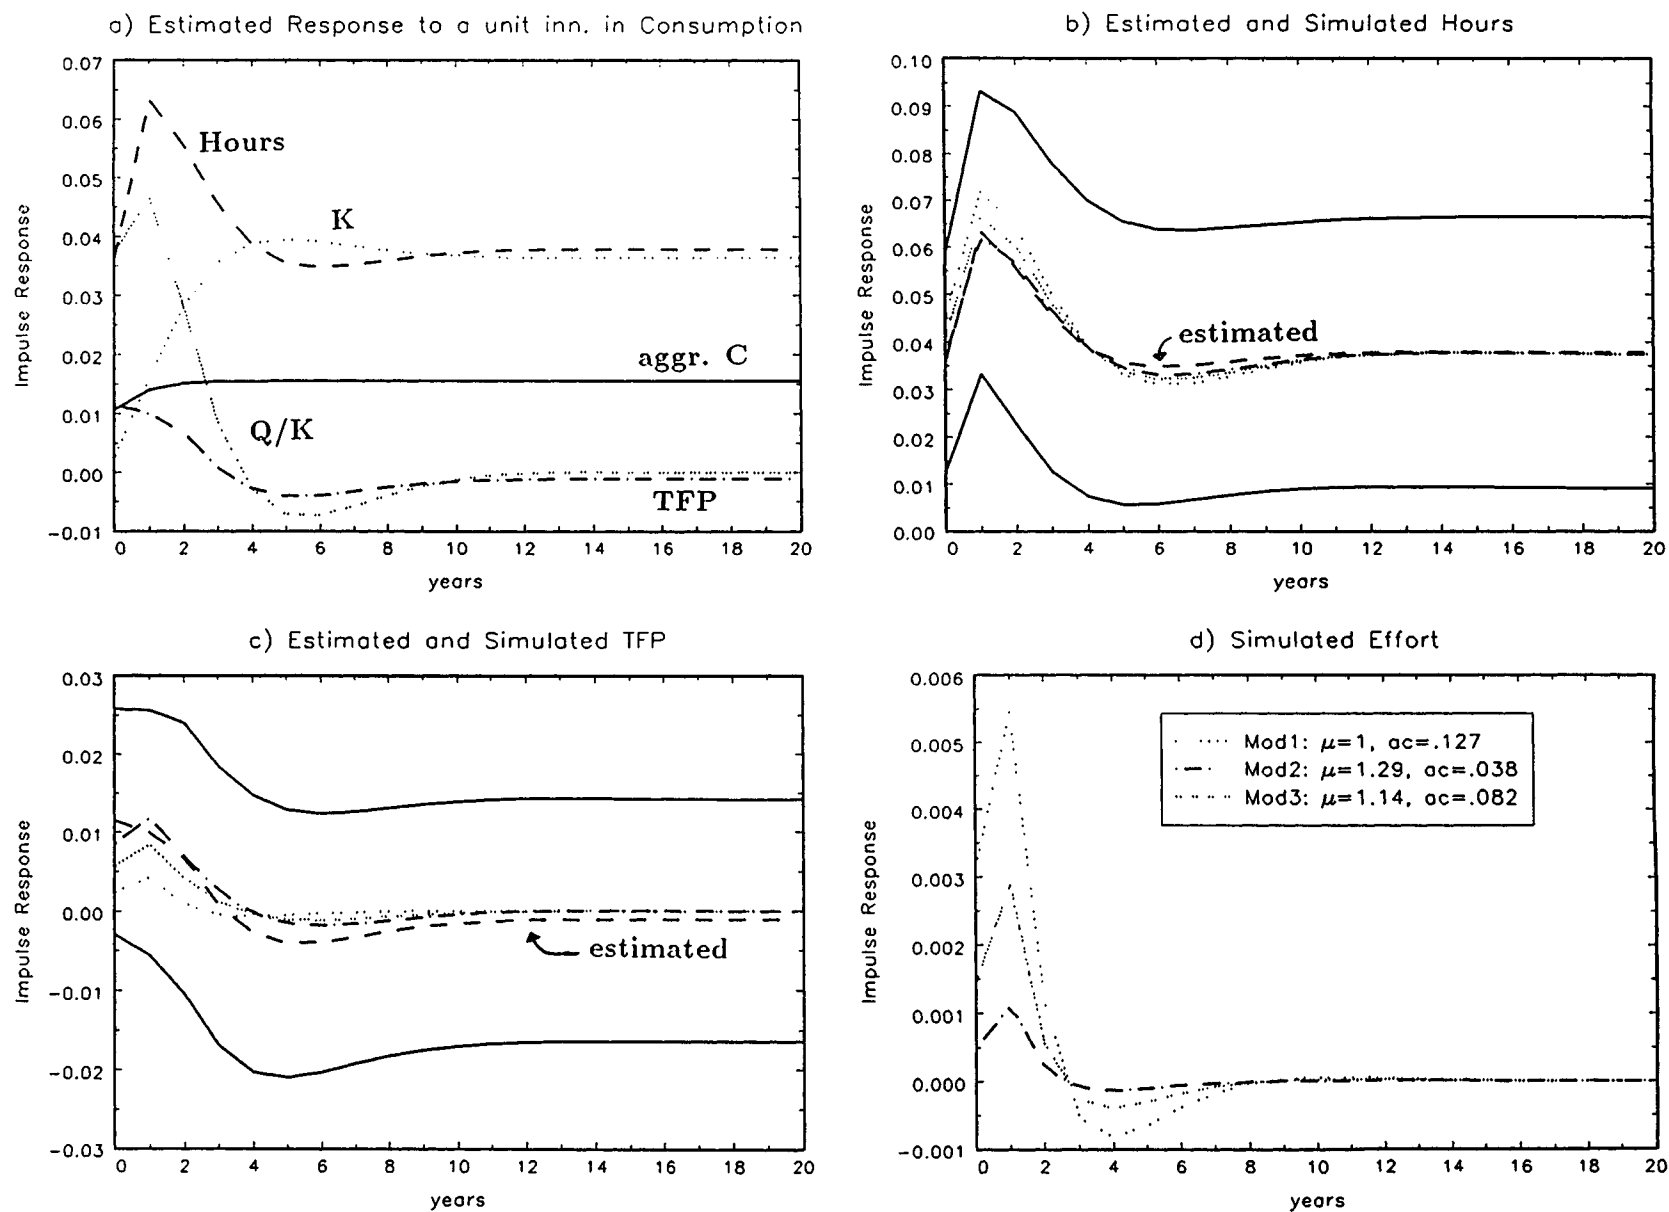 a) Estimated Response to a unit inn. in Consumption
0.07
0.06
0.05
0.04
0.03
0.02
0.01
0.00
-0.01
Impulse Response
Hours
K
aggr. C
Q/K
TFP
0 2 4 6 8 10 12 14 16 18 20
years
b) Estimated and Simulated Hours
0.10
0.09
0.08
0.07
0.06
0.05
0.04
0.03
0.02
0.01
0.00
Impulse Response
estimated
0 2 4 6 8 10 12 14 16 18 20
years
c) Estimated and Simulated TFP
0.03
0.02
0.01
0.00
-0.01
-0.02
-0.03
Impulse Response
estimated
0 2 4 6 8 10 12 14 16 18 20
years
d) Simulated Effort
0.006
0.005
0.004
0.003
0.002
0.001
0.000
-0.001
Impulse Response
Mod1: μ=1, ac=.127
Mod2: μ=1.29, ac=.038
Mod3: μ=1.14, ac=.082
0 2 4 6 8 10 12 14 16 18 20
years